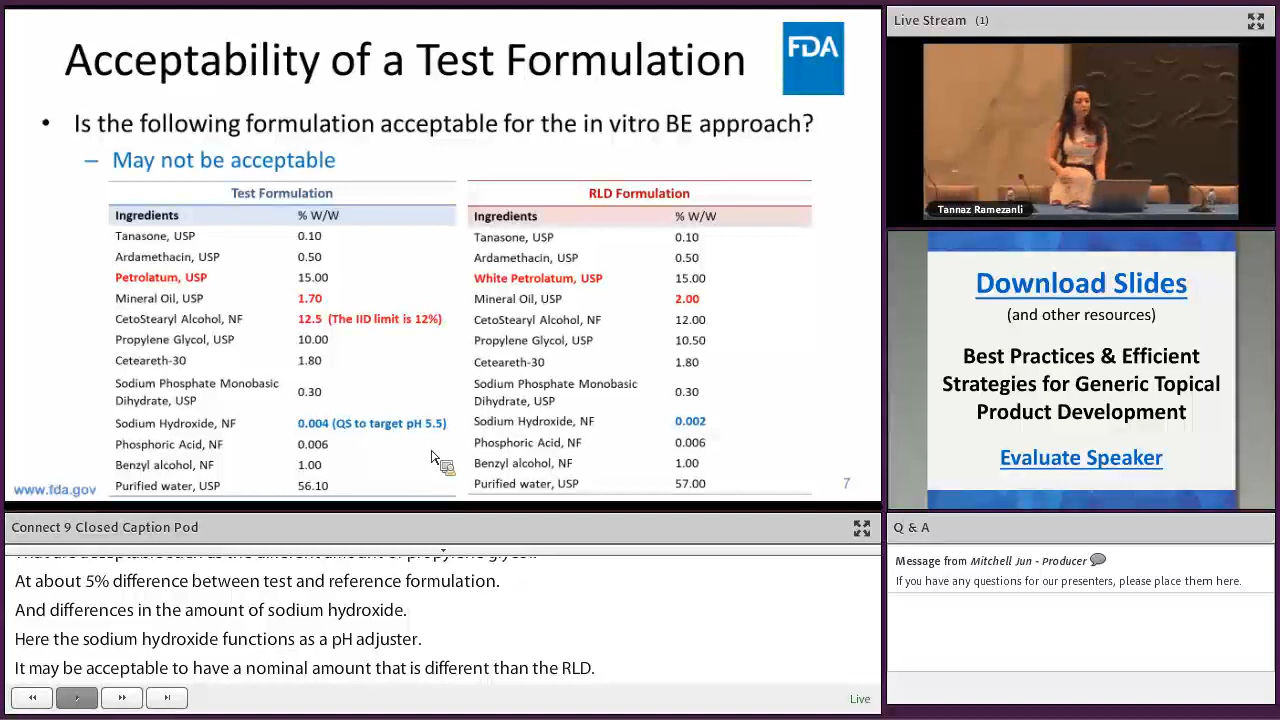 Acceptability of a Test Formulation
FDA
• Is the following formulation acceptable for the in vitro BE approach?
– May not be acceptable
Test Formulation
Ingredients % W/W
Tanasone, USP 0.10
Ardamethacin, USP 0.50
Petrolatum, USP 15.00
Mineral Oil, USP 1.70
CetoStearyl Alcohol, NF 12.5 (The IID limit is 12%)
Propylene Glycol, USP 10.00
Ceteareth-30 1.80
Sodium Phosphate Monobasic
Dihydrate, USP 0.30
Sodium Hydroxide, NF 0.004 (QS to target pH 5.5)
Phosphoric Acid, NF 0.006
Benzyl alcohol, NF 1.00
Purified water, USP 56.10
RLD Formulation
Ingredients % W/W
Tanasone, USP 0.10
Ardamethacin, USP 0.50
White Petrolatum, USP 15.00
Mineral Oil, USP 2.00
CetoStearyl Alcohol, NF 12.00
Propylene Glycol, USP 10.50
Ceteareth-30 1.80
Sodium Phosphate Monobasic
Dihydrate, USP 0.30
Sodium Hydroxide, NF 0.002
Phosphoric Acid, NF 0.006
Benzyl alcohol, NF 1.00
Purified water, USP 57.00
www.fda.gov
7
Live Stream (1)
Tannaz Ramezanli
Download Slides
(and other resources)
Best Practices & Efficient
Strategies for Generic Topical
Product Development
Evaluate Speaker
Connect 9 Closed Caption Pod
At about 5% difference between test and reference formulation.
And differences in the amount of sodium hydroxide.
Here the sodium hydroxide functions as a pH adjuster.
It may be acceptable to have a nominal amount that is different than the RLD.
Live
Q & A
Message from Mitchell Jun - Producer
If you have any questions for our presenters, please place them here.